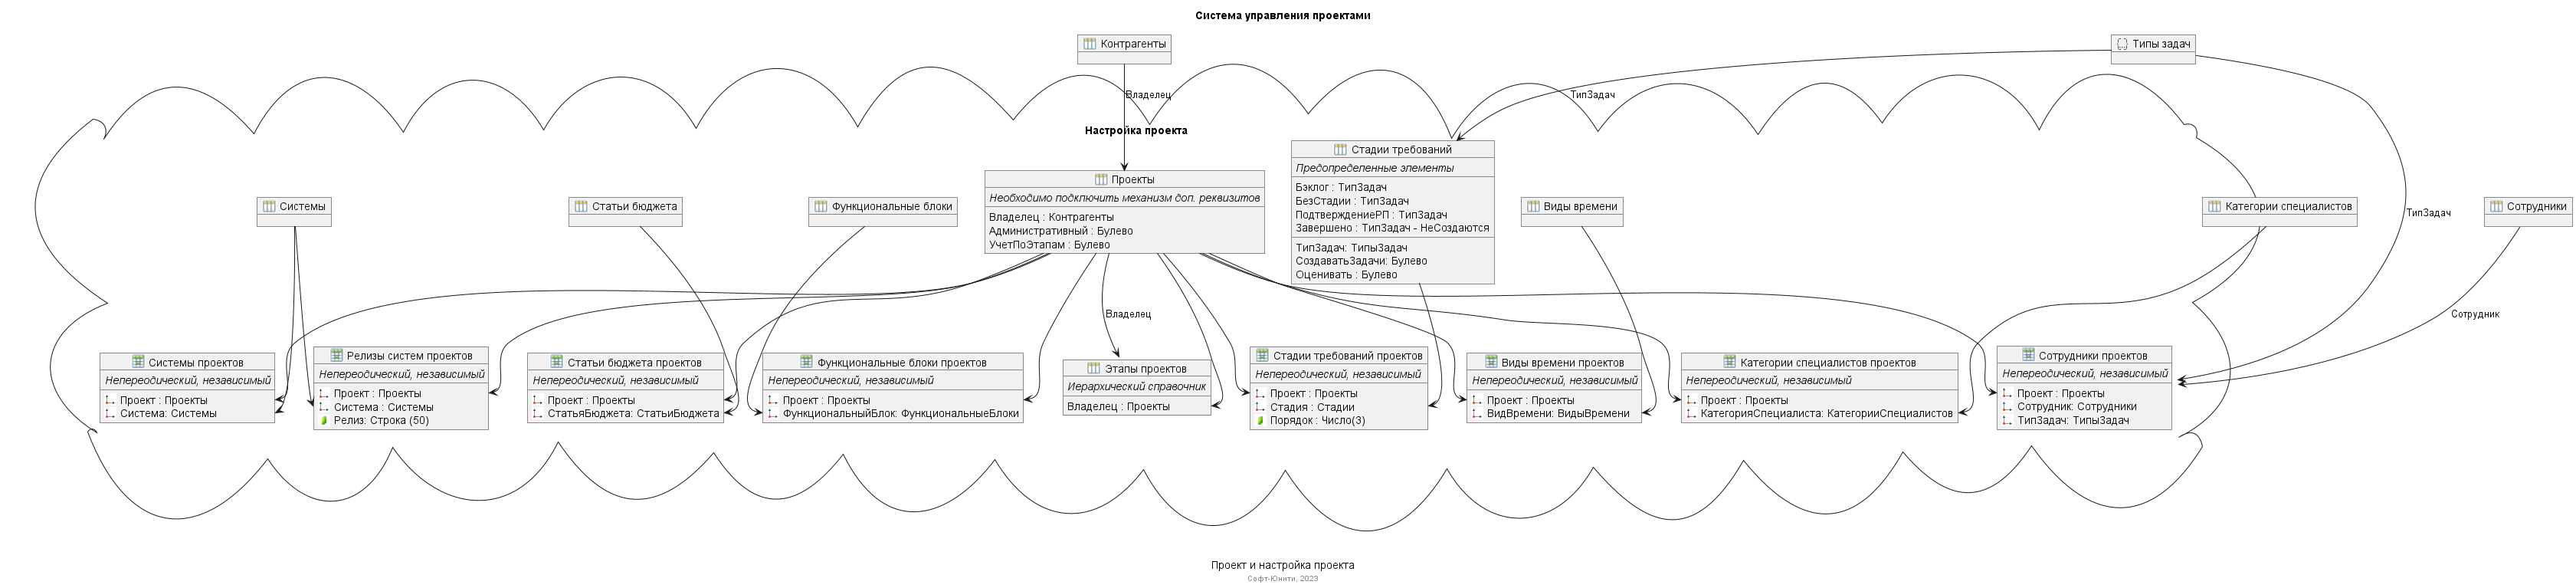 Система управления проектами
Контрагенты
Типы задач
Владелец
ТипЗадач
Настройка проекта
Стадии требований
Предопределенные элементы
Бэклог : ТипЗадач
БезСтадии : ТипЗадач
ПодтверждениеРП : ТипЗадач
Завершено : ТипЗадач - НеСоздаются
ТипЗадач: ТипыЗадач
СоздаватьЗадачи: Булево
Оценивать : Булево
Проекты
Необходимо подключить механизм доп. реквизитов
Владелец : Контрагенты
Административный : Булево
УчетПоЭтапам : Булево
Системы
Статьи бюджета
Функциональные блоки
Виды времени
Категории специалистов
ТипЗадач
Сотрудники
Владелец
Сотрудник
Системы проектов
Непереодический, независимый
Проект : Проекты
Система: Системы
Релизы систем проектов
Непереодический, независимый
Проект : Проекты
Система : Системы
Релиз: Строка (50)
Статьи бюджета проектов
Непереодический, независимый
Проект : Проекты
СтатьяБюджета: СтатьиБюджета
Функциональные блоки проектов
Непереодический, независимый
Проект : Проекты
ФункциональныйБлок: ФункциональныеБлоки
Этапы проектов
Иерархический справочник
Владелец : Проекты
Стадии требований проектов
Непереодический, независимый
Проект : Проекты
Стадия : Стадии
Порядок : Число(3)
Виды времени проектов
Непереодический, независимый
Проект : Проекты
ВидВремени: ВидыВремени
Категории специалистов проектов
Непереодический, независимый
Проект : Проекты
КатегорияСпециалиста: КатегорииСпециалистов
Сотрудники проектов
Непереодический, независимый
Проект : Проекты
Сотрудник: Сотрудники
ТипЗадач: ТипыЗадач
Проект и настройка проекта
Софт-Юнити, 2023